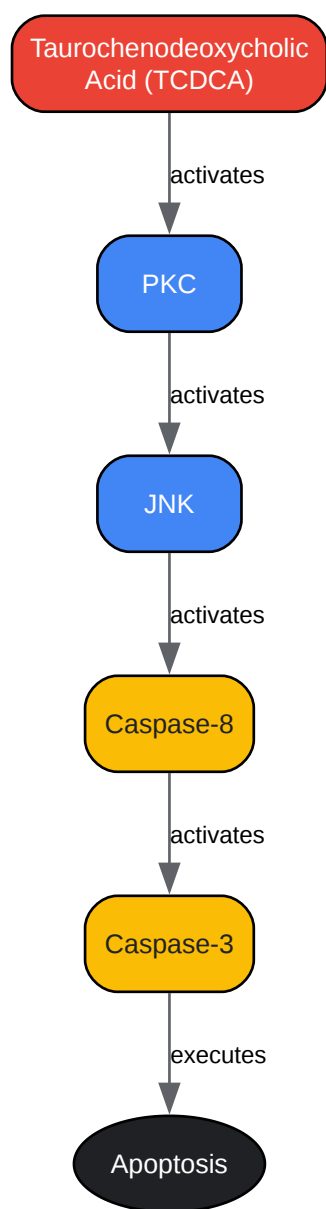 Taurochenodeoxycholic
Acid (TCDCA)
activates
PKC
activates
JNK
activates
Caspase-8
activates
Caspase-3
executes
Apoptosis